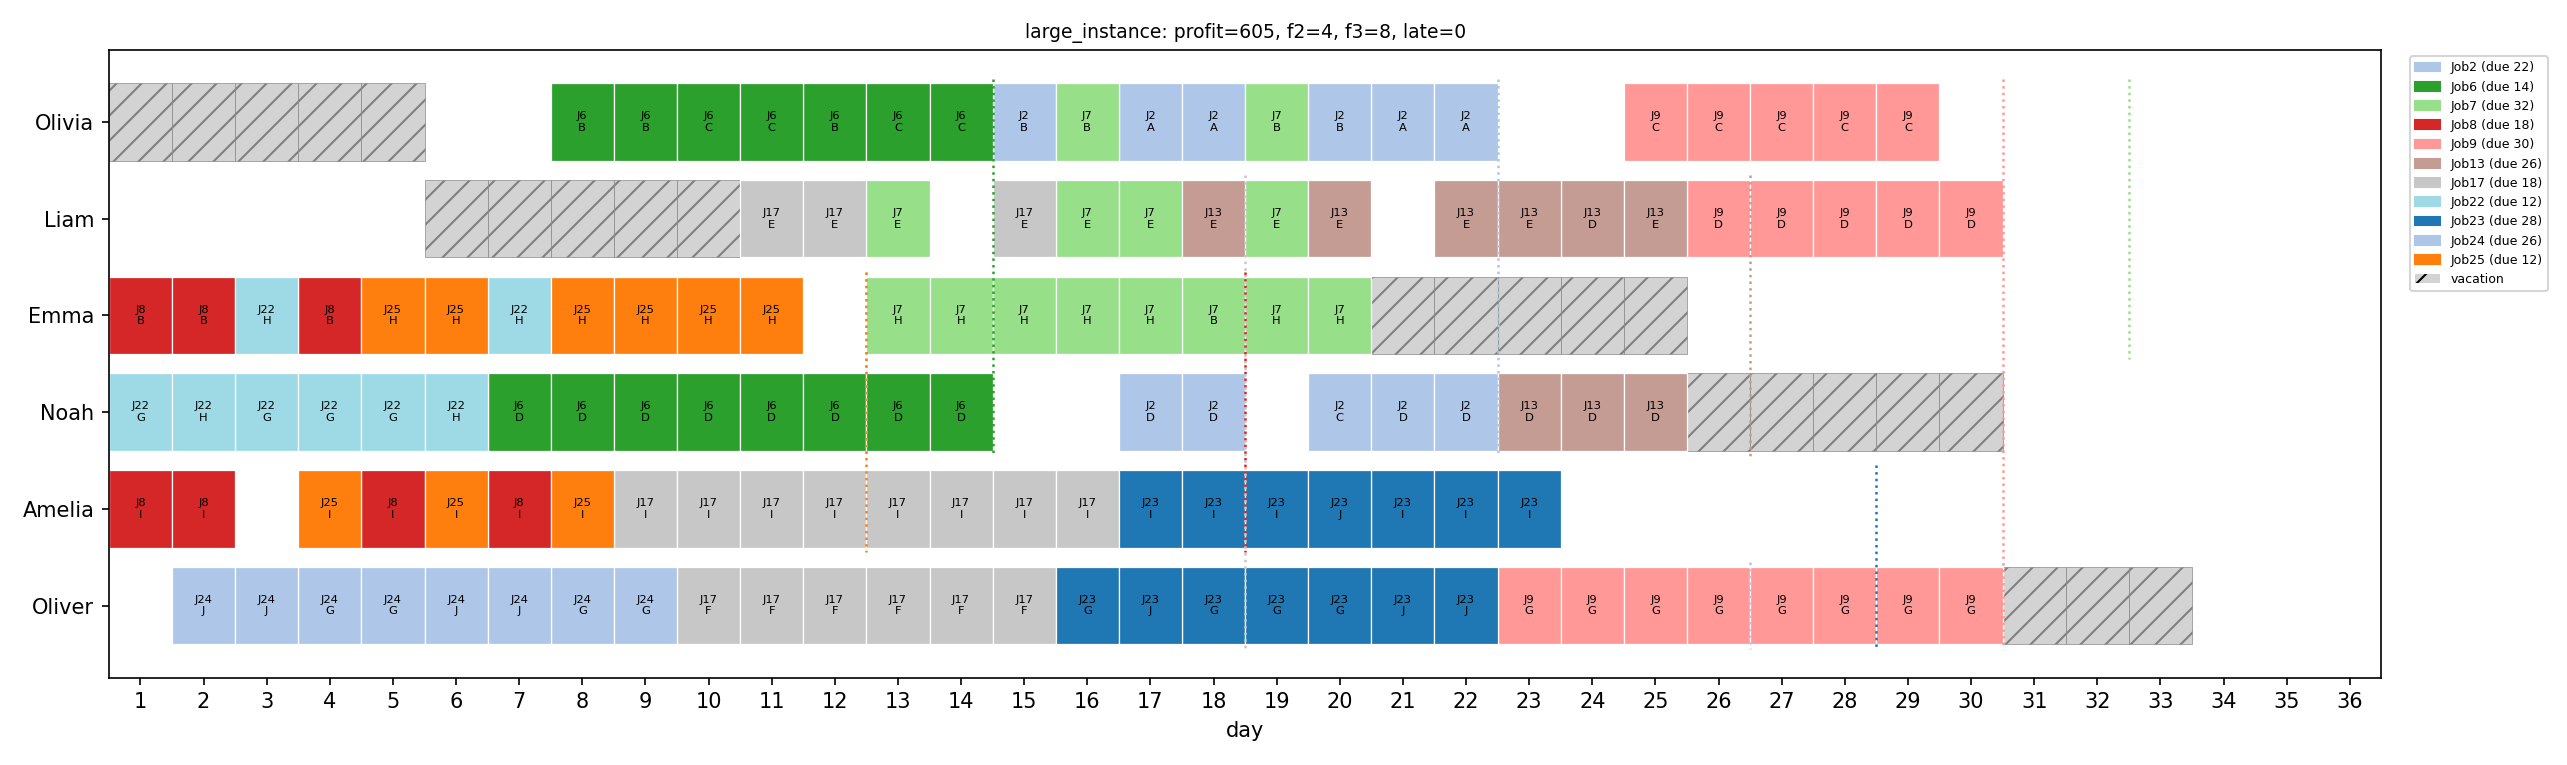 large_instance: profit=605, f2=4, f3=8, late=0
Olivia
J6 J6 J6 J6 J6 J6 J6 J2 J7 J2 J2 J7 J2 J2 J2 J9 J9 J9 J9 J9
B B C C B C C B B A A B B A A C C C C C
Liam
J17 J17 J7 J17 J7 J7 J13 J7 J13 J13 J13 J13 J13 J9 J9 J9 J9 J9
E E E E E E E E E E E D E D D D D D
Emma
J8 J8 J22 J8 J25 J25 J22 J25 J25 J25 J25 J7 J7 J7 J7 J7 J7 J7 J7
B B H B H H H H H H H H H H H H B H H
Noah
J22 J22 J22 J22 J22 J22 J6 J6 J6 J6 J6 J6 J6 J6 J2 J2 J2 J2 J2 J13 J13 J13
G H G G G H D D D D D D D D D D C D D D D D
Amelia
J8 J8 J25 J8 J25 J8 J25 J17 J17 J17 J17 J17 J17 J17 J17 J23 J23 J23 J23 J23 J23 J23
I I I I I I I I I I I I I I I I I I J I I I
Oliver
J24 J24 J24 J24 J24 J24 J24 J24 J17 J17 J17 J17 J17 J17 J23 J23 J23 J23 J23 J23 J23 J9 J9 J9 J9 J9 J9 J9 J9
J J G G J J G G F F F F F F G J G G G J J G G G G G G G G
1 2 3 4 5 6 7 8 9 10 11 12 13 14 15 16 17 18 19 20 21 22 23 24 25 26 27 28 29 30 31 32 33 34 35 36
day
Job2 (due 22)
Job6 (due 14)
Job7 (due 32)
Job8 (due 18)
Job9 (due 30)
Job13 (due 26)
Job17 (due 18)
Job22 (due 12)
Job23 (due 28)
Job24 (due 26)
Job25 (due 12)
vacation